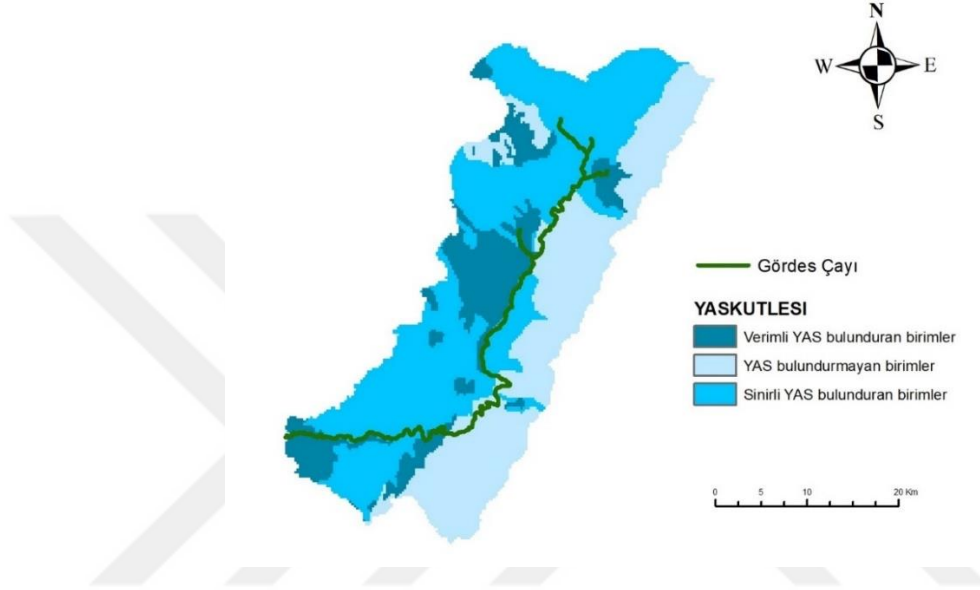 N
W E
S
Gördes Çayı
YASKUTLESI
Verimli YAS bulunduran birimler
YAS bulundurmayan birimler
Sinirli YAS bulunduran birimler
0 5 10 20 Km